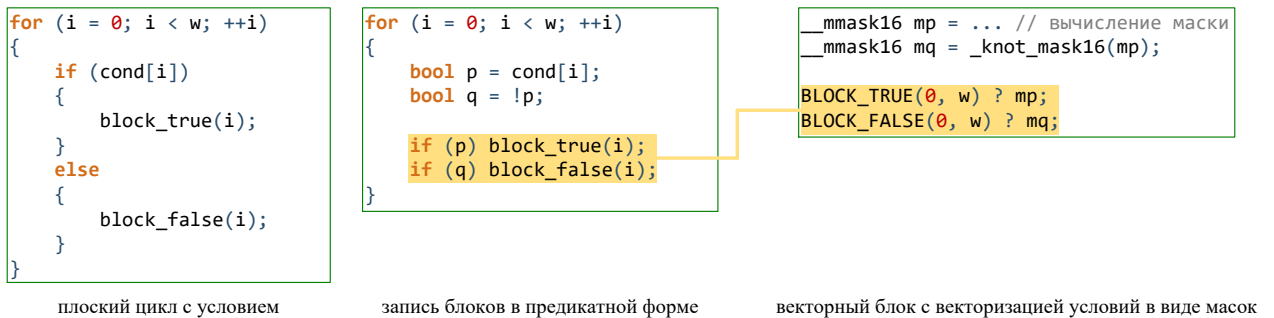 for (i = 0; i < w; ++i)
{
    if (cond[i])
    {
        block_true(i);
    }
    else
    {
        block_false(i);
    }
}
плоский цикл с условием
for (i = 0; i < w; ++i)
{
    bool p = cond[i];
    bool q = !p;

    if (p) block_true(i);
    if (q) block_false(i);
}
запись блоков в предикатной форме
__mmask16 mp = ... // вычисление маски
__mmask16 mq = _knot_mask16(mp);

BLOCK_TRUE(0, w) ? mp;
BLOCK_FALSE(0, w) ? mq;
векторный блок с векторизацией условий в виде масок